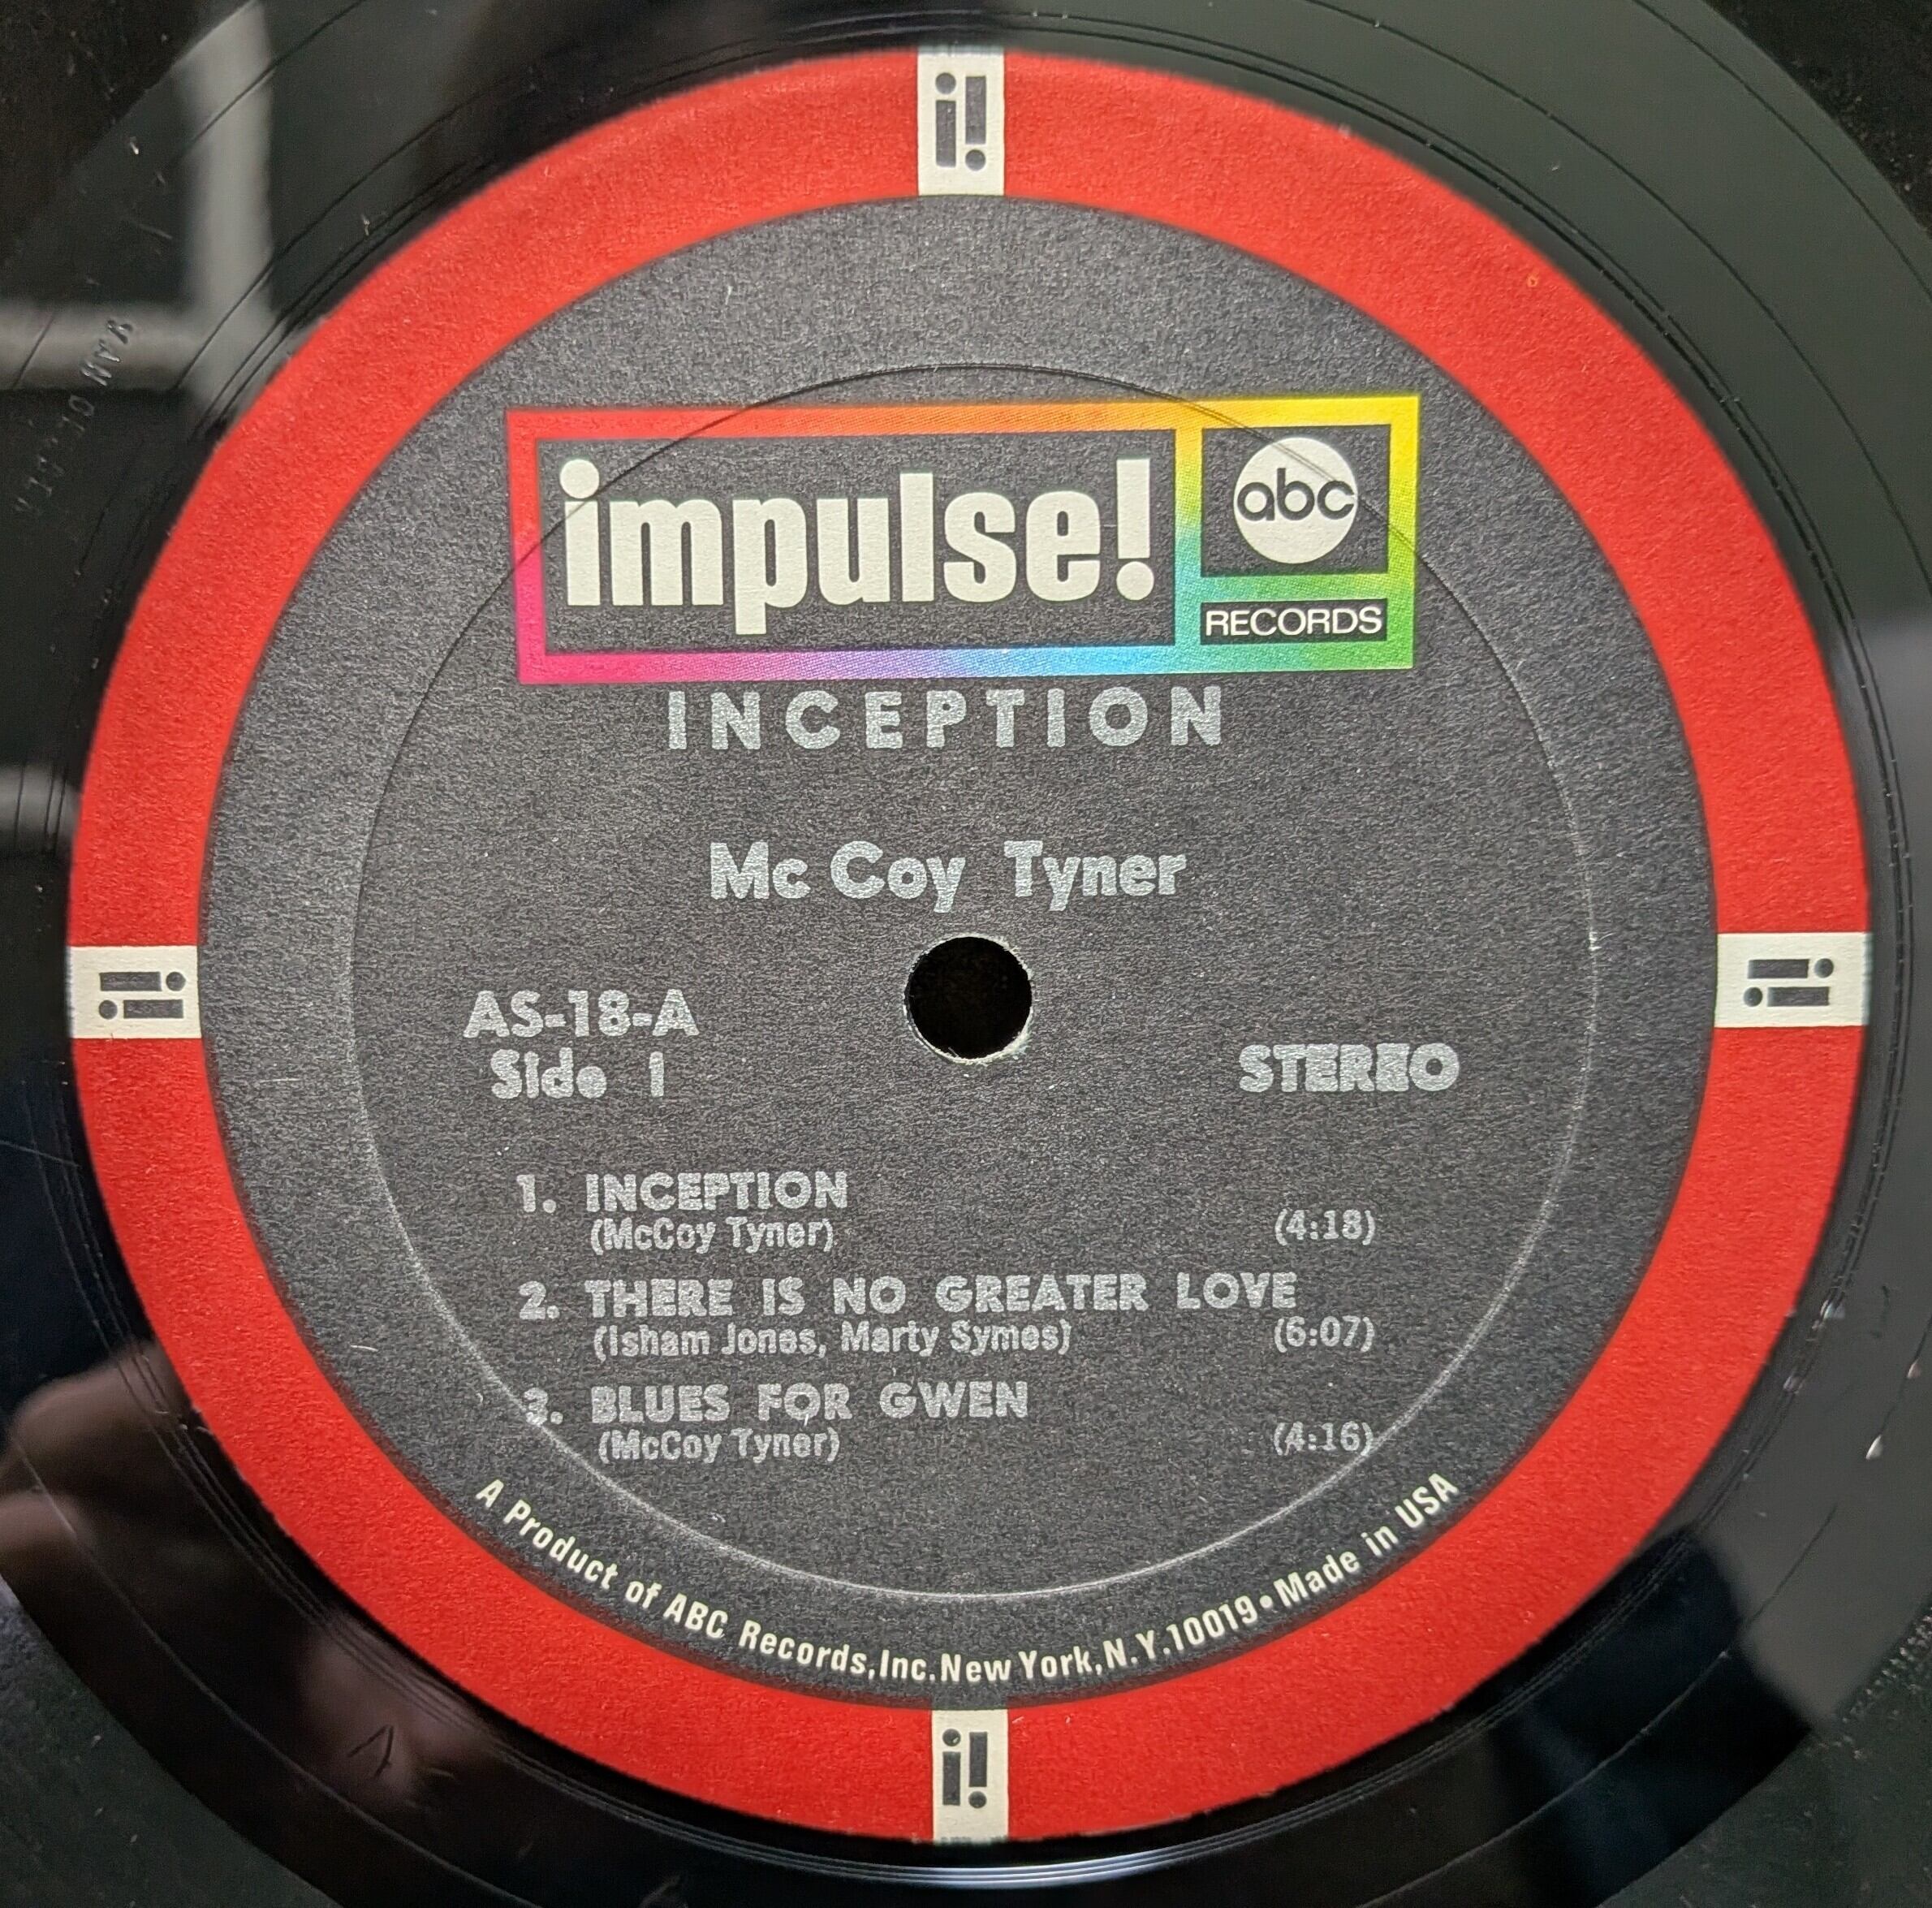 i!
impulse!
abc
RECORDS
INCEPTION
Mc Coy Tyner
i!
i!
AS-18-A
Side 1
STEREO
1. INCEPTION
(McCoy Tyner) (4:18)
2. THERE IS NO GREATER LOVE
(Isham Jones, Marty Symes) (6:07)
3. BLUES FOR GWEN
(McCoy Tyner) (4:16)
A Product of ABC Records, Inc. New York, N.Y. 10019 • Made in USA
i!